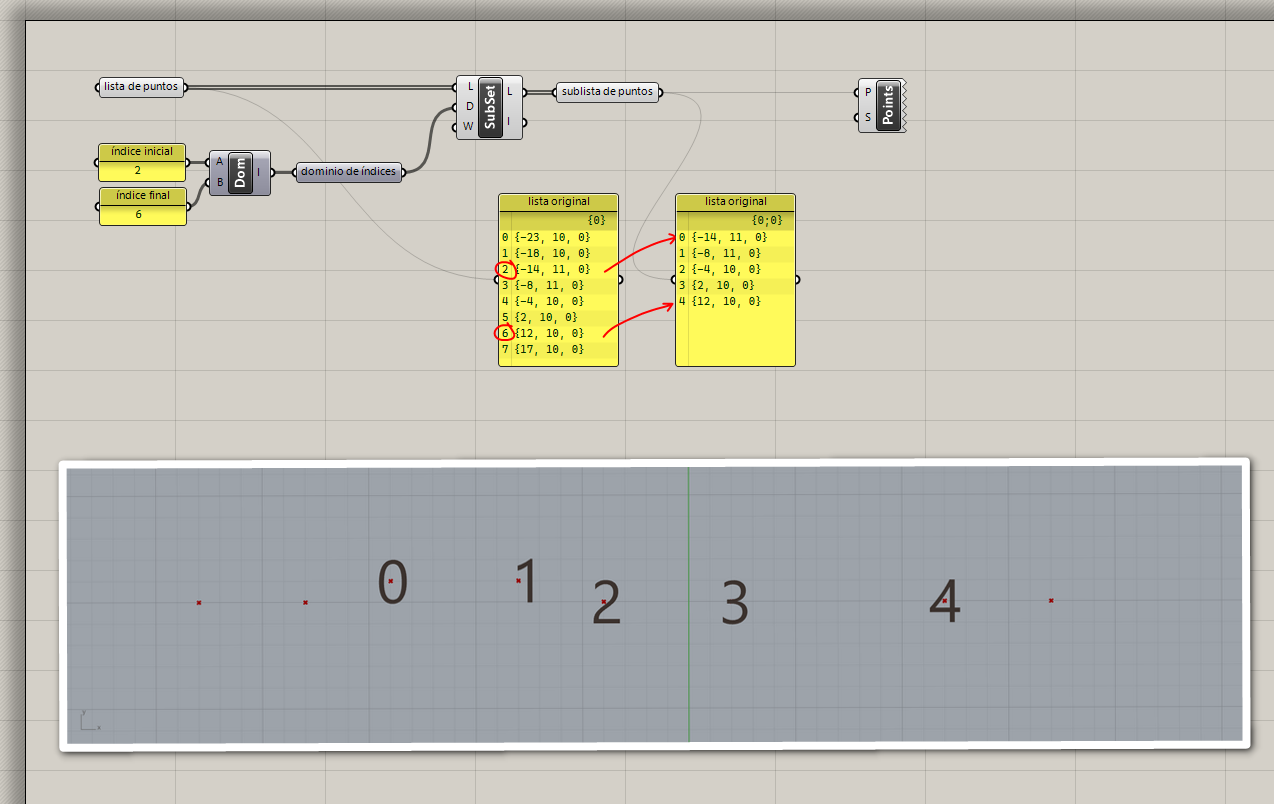 lista de puntos
L
D
W
SubSet
L
I
sublista de puntos
P
S
Points
índice inicial
2
índice final
6
A
B
Dom
I
dominio de índices
lista original
{0}
0 {-23, 10, 0}
1 {-18, 10, 0}
2 {-14, 11, 0}
3 {-8, 11, 0}
4 {-4, 10, 0}
5 {2, 10, 0}
6 {12, 10, 0}
7 {17, 10, 0}
lista original
{0;0}
0 {-14, 11, 0}
1 {-8, 11, 0}
2 {-4, 10, 0}
3 {2, 10, 0}
4 {12, 10, 0}
0 1 2 3 4
y
x